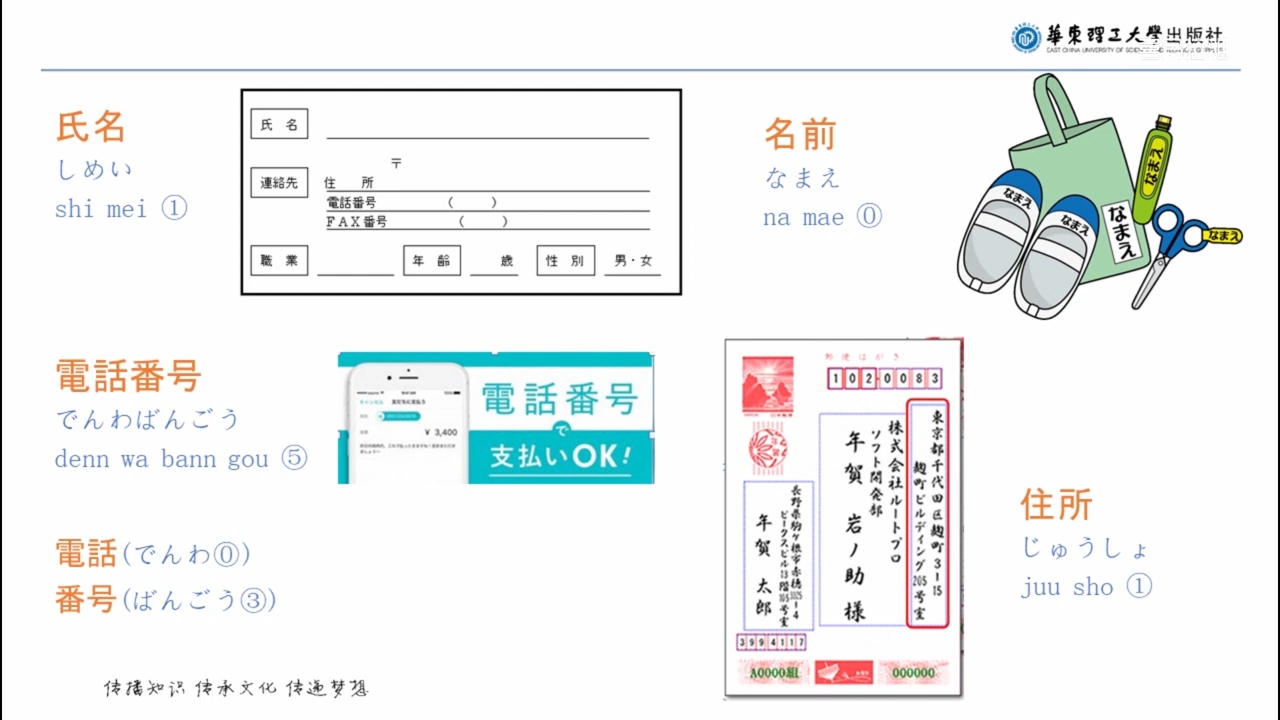 華東理工大學出版社
氏名
しめい
shi mei ①
氏 名
〒
連絡先
住 所
電話番号 ( )
FAX番号 ( )
職 業
年 齢
歳
性 別
男・女
名前
なまえ
na mae ⓪
なまえ
なまえ
なまえ
なまえ
なまえ
電話番号
でんわばんごう
denn wa bann gou ⑤
¥ 3,400
電話番号
で
支払いOK!
電話(でんわ⓪)
番号(ばんごう③)
郵便はがき
1020083
東京都千代田区麹町3-15
麹町ビルディング205号室
株式会社ルートプロ
ソフト開発部
年賀 岩ノ助 様
年賀 太郎
3994117
A0000組
000000
住所
じゅうしょ
juu sho ①
传播知识 传承文化 传递梦想